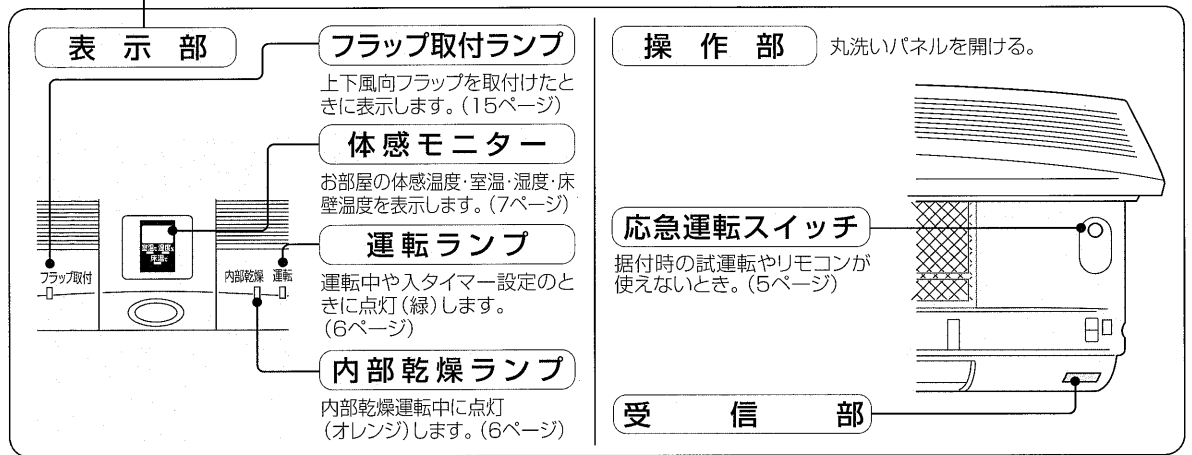 表示部
フラップ取付ランプ
上下風向フラップを取付けたと
きに表示します。(15ページ)
体感モニター
お部屋の体感温度・室温・湿度・床
壁温度を表示します。(7ページ)
運転ランプ
運転中や入タイマー設定のと
きに点灯(緑)します。
(6ページ)
内部乾燥ランプ
内部乾燥運転中に点灯
(オレンジ)します。(6ページ)
フラップ取付
内部乾燥 運転
操作部 丸洗いパネルを開ける。
応急運転スイッチ
据付時の試運転やリモコンが
使えないとき。(5ページ)
受信部